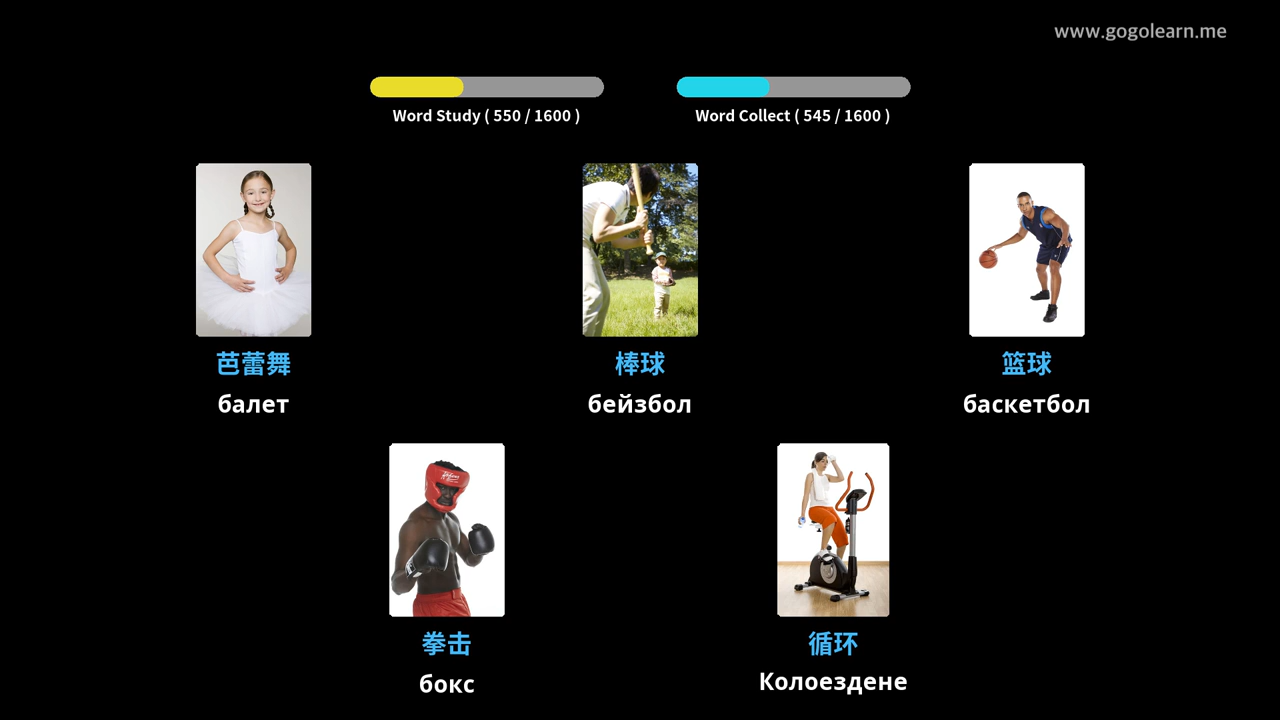 www.gogolearn.me
Word Study ( 550 / 1600 )
Word Collect ( 545 / 1600 )
芭蕾舞
棒球
篮球
балет
бейзбол
баскетбол
拳击
循环
бокс
Колоездене